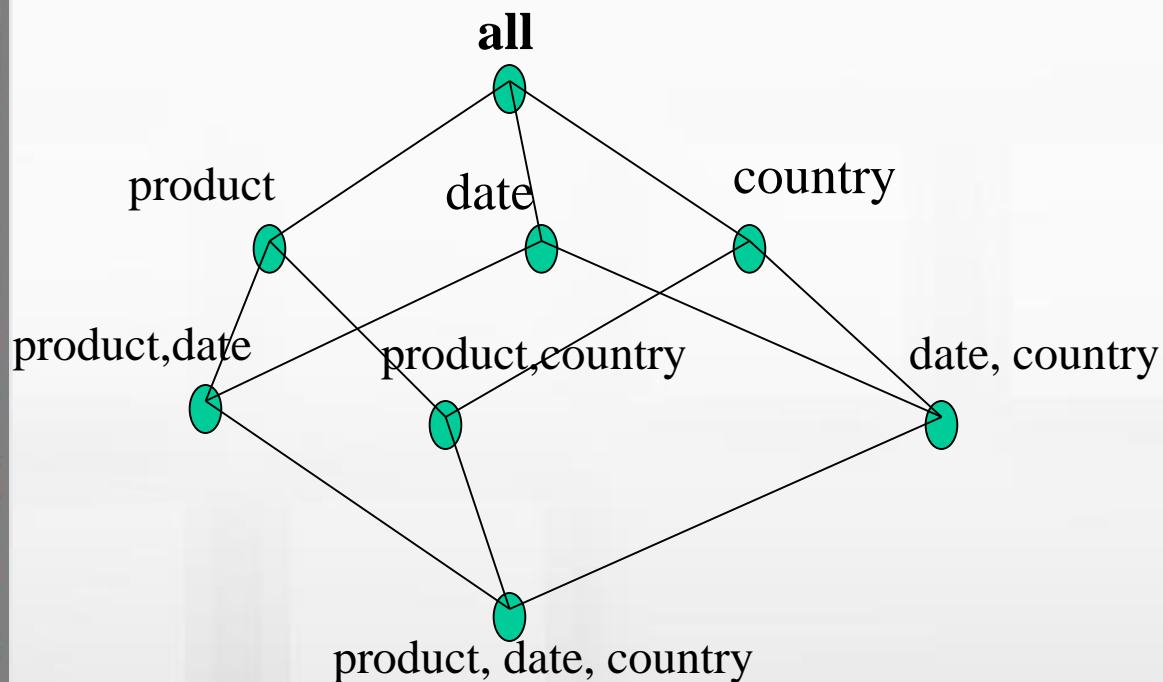 all
product
date
country
product,date
product,country
date, country
product, date, country